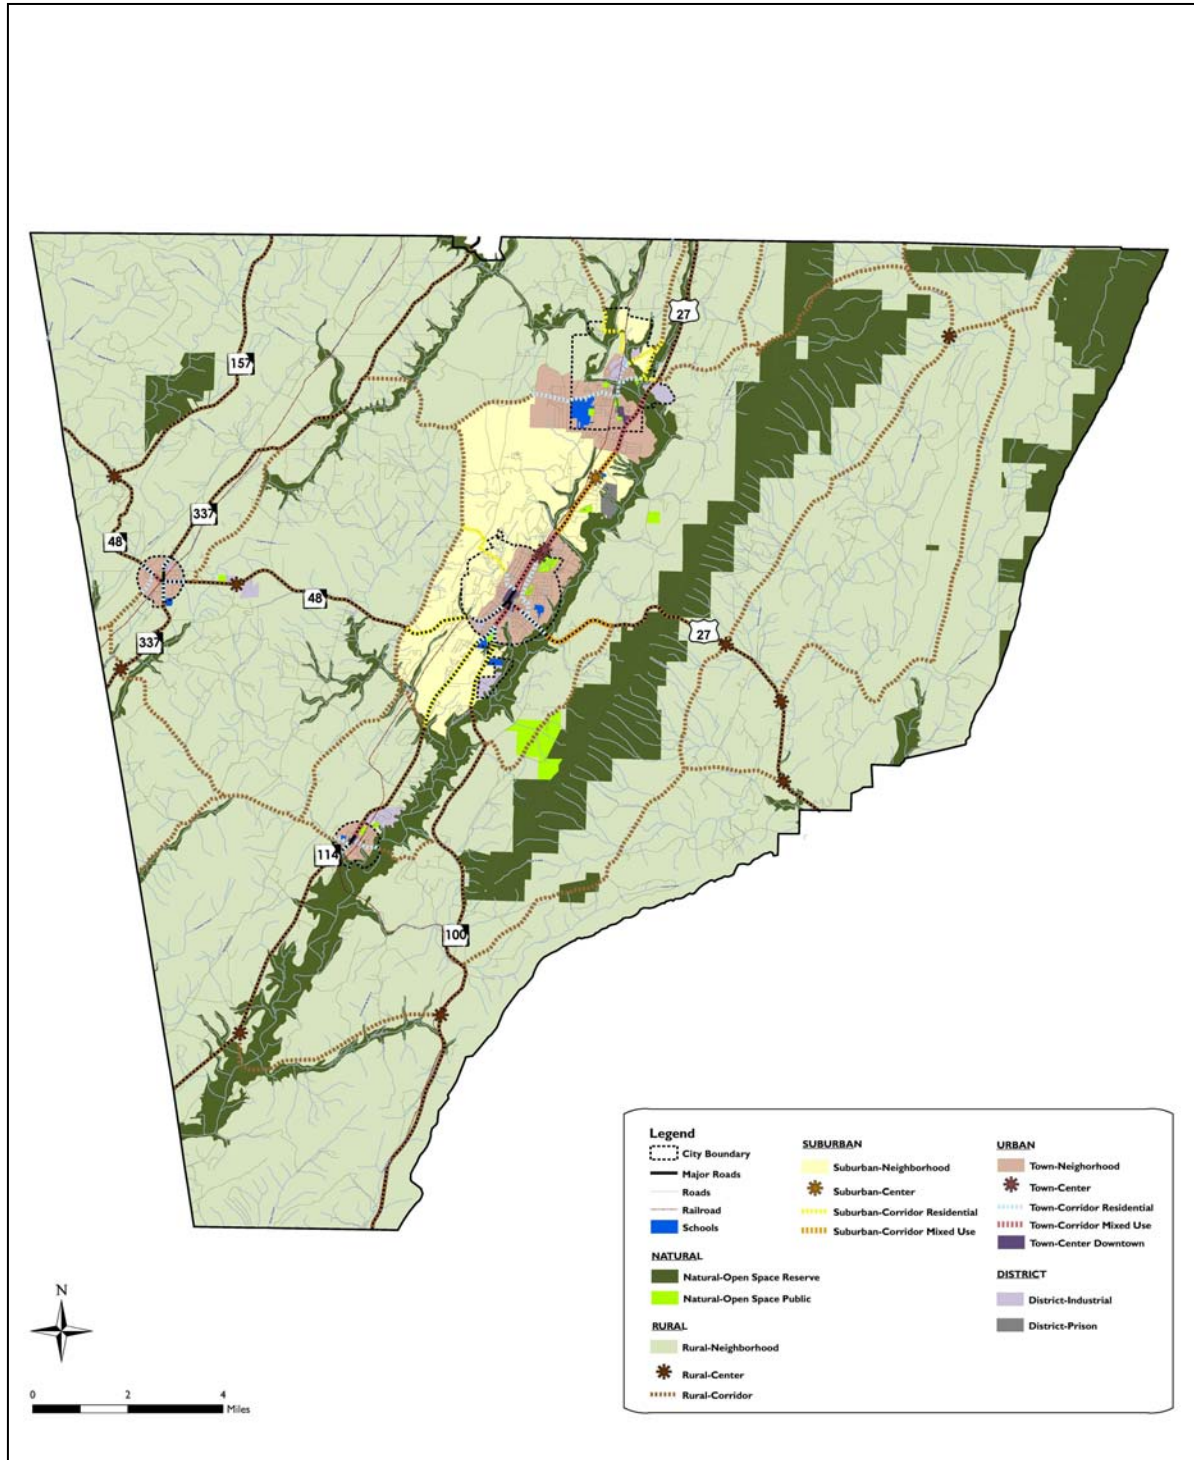 27
157
337
48
48
337
27
114
100
Legend
City Boundary
Major Roads
Roads
Railroad
Schools
NATURAL
Natural-Open Space Reserve
Natural-Open Space Public
RURAL
Rural-Neighborhood
Rural-Center
Rural-Corridor
SUBURBAN
Suburban-Neighborhood
Suburban-Center
Suburban-Corridor Residential
Suburban-Corridor Mixed Use
URBAN
Town-Neighorhood
Town-Center
Town-Corridor Residential
Town-Corridor Mixed Use
Town-Center Downtown
DISTRICT
District-Industrial
District-Prison
N
0 2 4
Miles